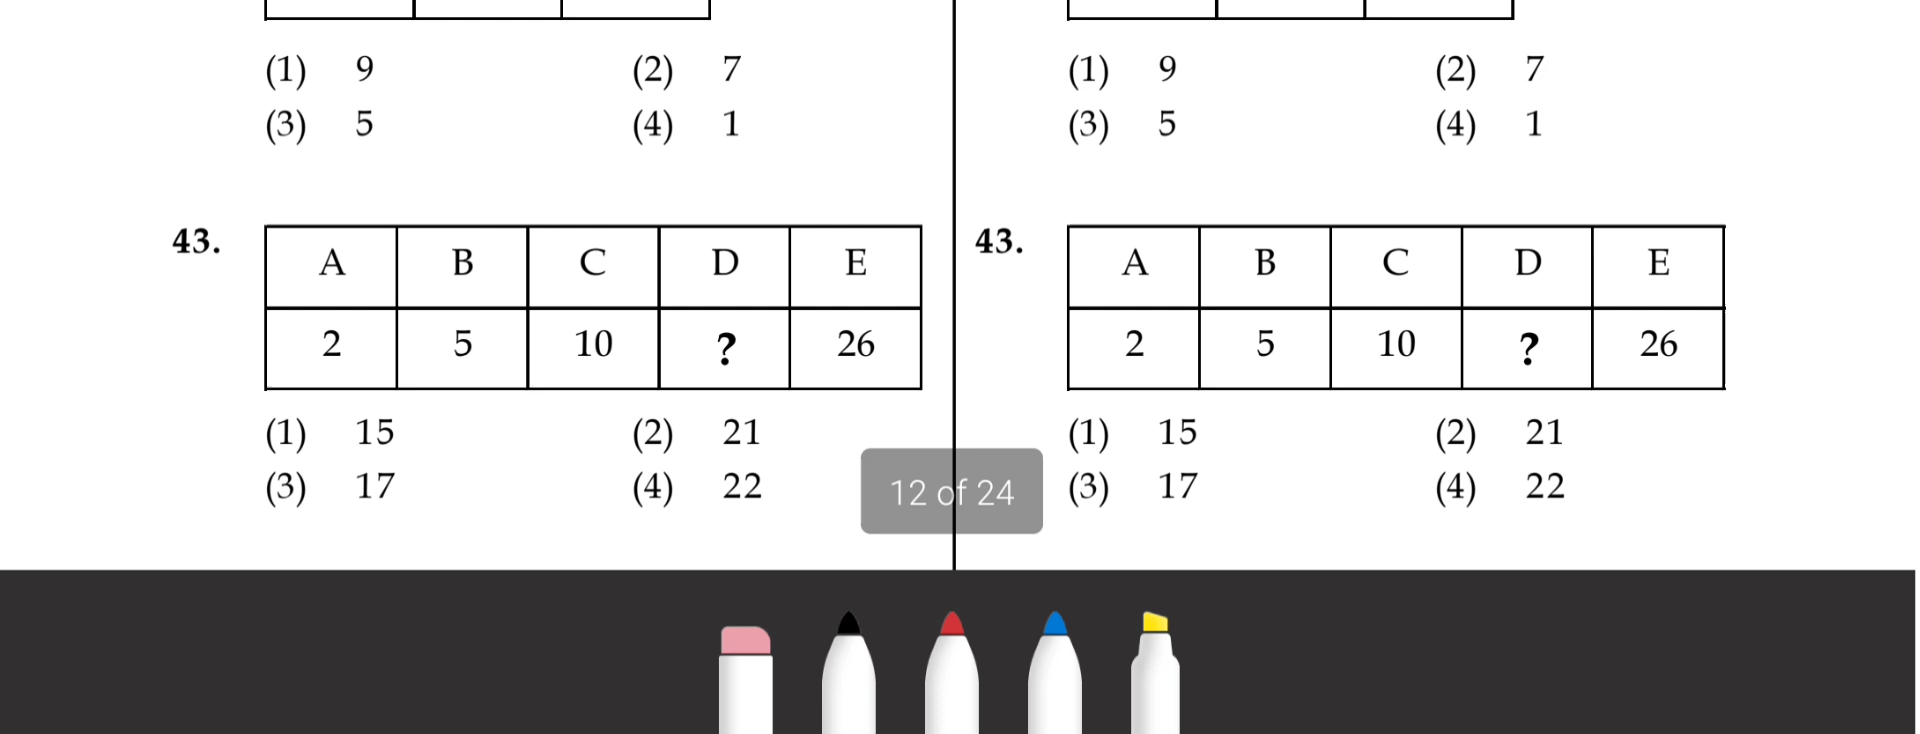 (1) 9 (2) 7
(3) 5 (4) 1
43.
A B C D E
2 5 10 ? 26
(1) 15 (2) 21
(3) 17 (4) 22
(1) 9 (2) 7
(3) 5 (4) 1
43.
A B C D E
2 5 10 ? 26
(1) 15 (2) 21
(3) 17 (4) 22
12 of 24